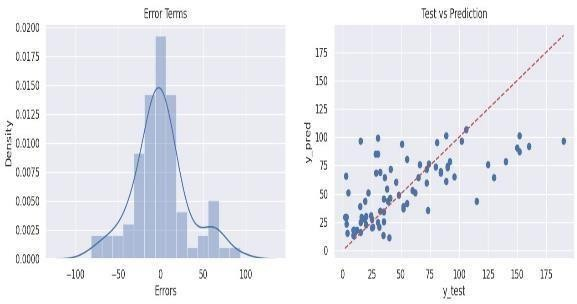 Error Terms
0.0200
0.0175
0.0150
0.0125
0.0100
0.0075
0.0050
0.0025
0.0000
Density
−100 −50 0 50 100
Errors
Test vs Prediction
175
150
125
100
75
50
25
0
y_pred
0 25 50 75 100 125 150 175
y_test